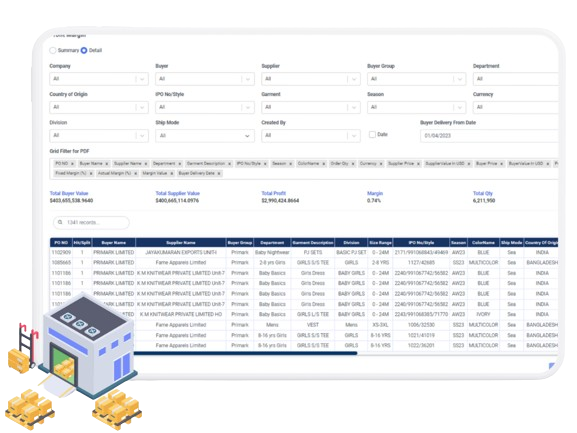 Summary Detail
Company Buyer Supplier Buyer Group Department
All All All All All
Country of Origin IPO No/Style Garment Season Currency
All All All All All
Division Ship Mode Created By Buyer Delivery From Date
All All All Date 01/04/2023
Grid Filter for PDF
PO NO x Buyer Name x Supplier Name x Department x Garment Description x IPO No/Style x Season x ColorName x Order Qty x Currency x Supplier Price x SupplierValue In USD x Buyer Price x BuyerValue In USD x
Fixed Margin (%) x Actual Margin (%) x Margin Value x Buyer Delivery Date x
Total Buyer Value Total Supplier Value Total Profit Margin Total Qty
$403,655,538.9640 $400,665,114.0976 $2,990,424.8664 0.74% 6,211,950
1341 records...
PO NO Buyer Name Supplier Name Buyer Group Department Garment Description Division Size Range IPO No/Style Season ColorName Ship Mode Country Of Origin
1102909 1 PRIMARK LIMITED JAYAKUMARAN EXPORTS UNIT-I Primark Baby Nightwear PJ SETS BASIC PJ SET 0 - 24M AW23 BLUE Sea INDIA
1 PRIMARK LIMITED Fame Apparels Limited Primark 2-8 yrs Girls GIRLS S/S TEE GIRLS 2-8 YRS 1127/42685 SS23 MULTICOLOR Sea BANGLADESH
1101186 1 PRIMARK LIMITED K M KNITWEAR PRIVATE LIMITED Unit-7 Primark Baby Basics Girls Dress BABY GIRLS 0 - 24M 2240/991067742/56582 AW23 BLUE Sea INDIA
1101186 1 PRIMARK LIMITED K M KNITWEAR PRIVATE LIMITED Unit-7 Primark Baby Basics Girls Dress BABY GIRLS 0 - 24M 2240/991067742/56582 AW23 BLUE Sea INDIA
1101186 1 PRIMARK LIMITED K M KNITWEAR PRIVATE LIMITED Unit-7 Primark Baby Basics Girls Dress BABY GIRLS 0 - 24M 2240/991067742/56582 AW23 BLUE Sea INDIA
K M KNITWEAR PRIVATE LIMITED Unit-7 Primark Baby Basics Girls Dress BABY GIRLS 0 - 24M 2240/991067742/56582 AW23 BLUE Sea INDIA
LIMITED K M KNITWEAR PRIVATE LIMITED HO Primark Baby Basics GIRLS L/S T BABY GIRLS 0 - 24M 2243/991068365/71770 AW23 IVORY Sea INDIA
Fame Apparels Limited Primark Mens VEST Mens XS-3XL 1006/32530 SS23 MULTICOLOR Sea BANGLADESH
Fame Apparels Limited Primark 8-16 yrs Girls GIRLS S/S TEE GIRLS 8-16 YRS 1021/41019 SS23 MULTICOLOR Sea BANGLADESH
Fame Apparels Limited Primark 8-16 yrs Girls GIRLS S/S TEE GIRLS 8-16 YRS 1022/36201 SS23 MULTICOLOR Sea BANGLADESH